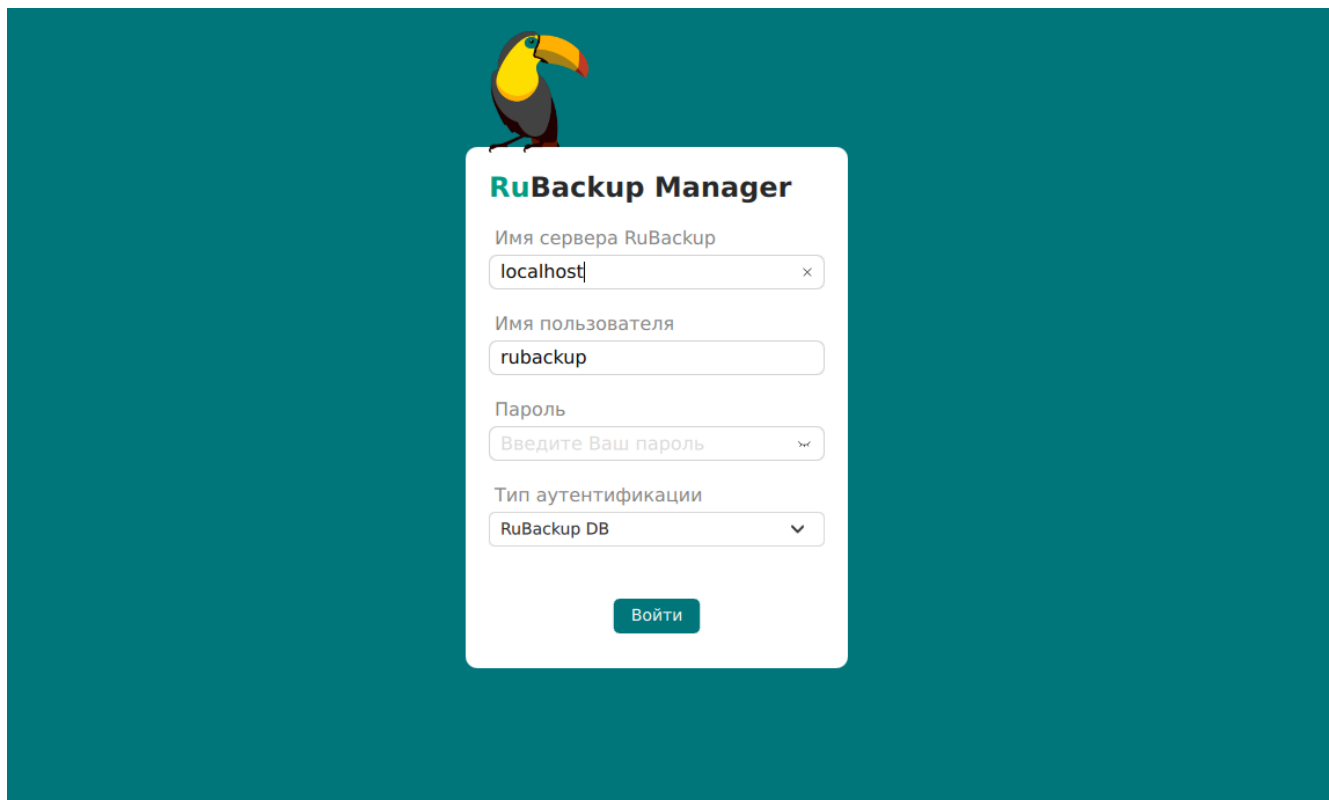 RuBackup Manager
Имя сервера RuBackup
localhost
Имя пользователя
rubackup
Пароль
Введите Ваш пароль
Тип аутентификации
RuBackup DB
Войти